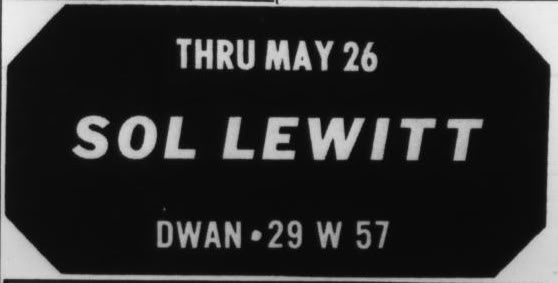 THRU MAY 26
SOL LEWITT
DWAN • 29 W 57